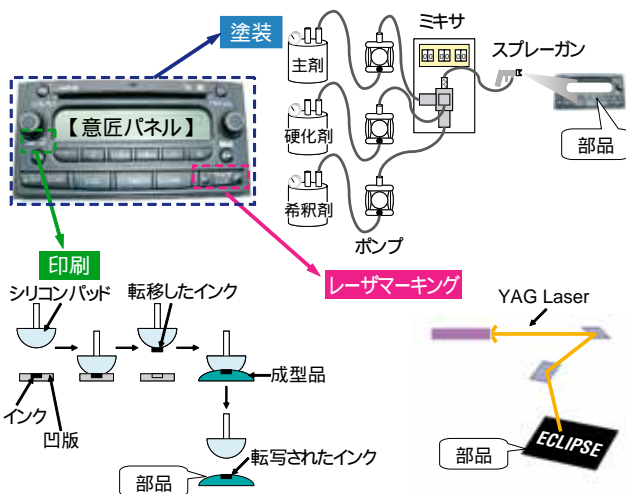 塗装
ミキサ
スプレーガン
主剤
硬化剤
希釈剤
ポンプ
部品
【意匠パネル】
印刷
レーザマーキング
シリコンパッド
転移したインク
成型品
インク
凹版
部品
転写されたインク
YAG Laser
部品
ECLIPSE